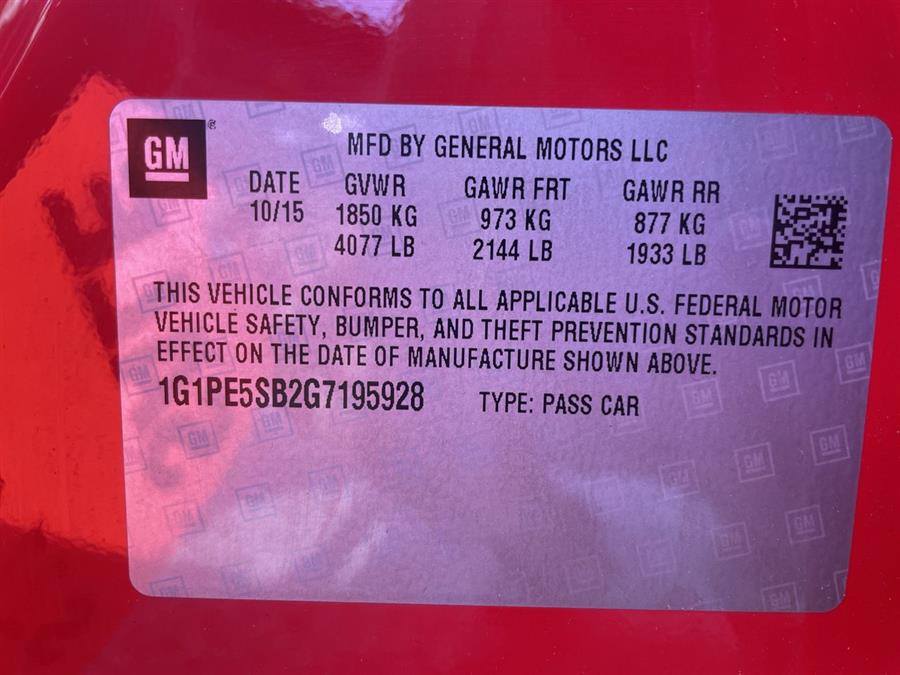 GM
MFD BY GENERAL MOTORS LLC
DATE GVWR GAWR FRT GAWR RR
10/15 1850 KG 973 KG 877 KG
4077 LB 2144 LB 1933 LB
THIS VEHICLE CONFORMS TO ALL APPLICABLE U.S. FEDERAL MOTOR
VEHICLE SAFETY, BUMPER, AND THEFT PREVENTION STANDARDS IN
EFFECT ON THE DATE OF MANUFACTURE SHOWN ABOVE.
1G1PE5SB2G7195928 TYPE: PASS CAR